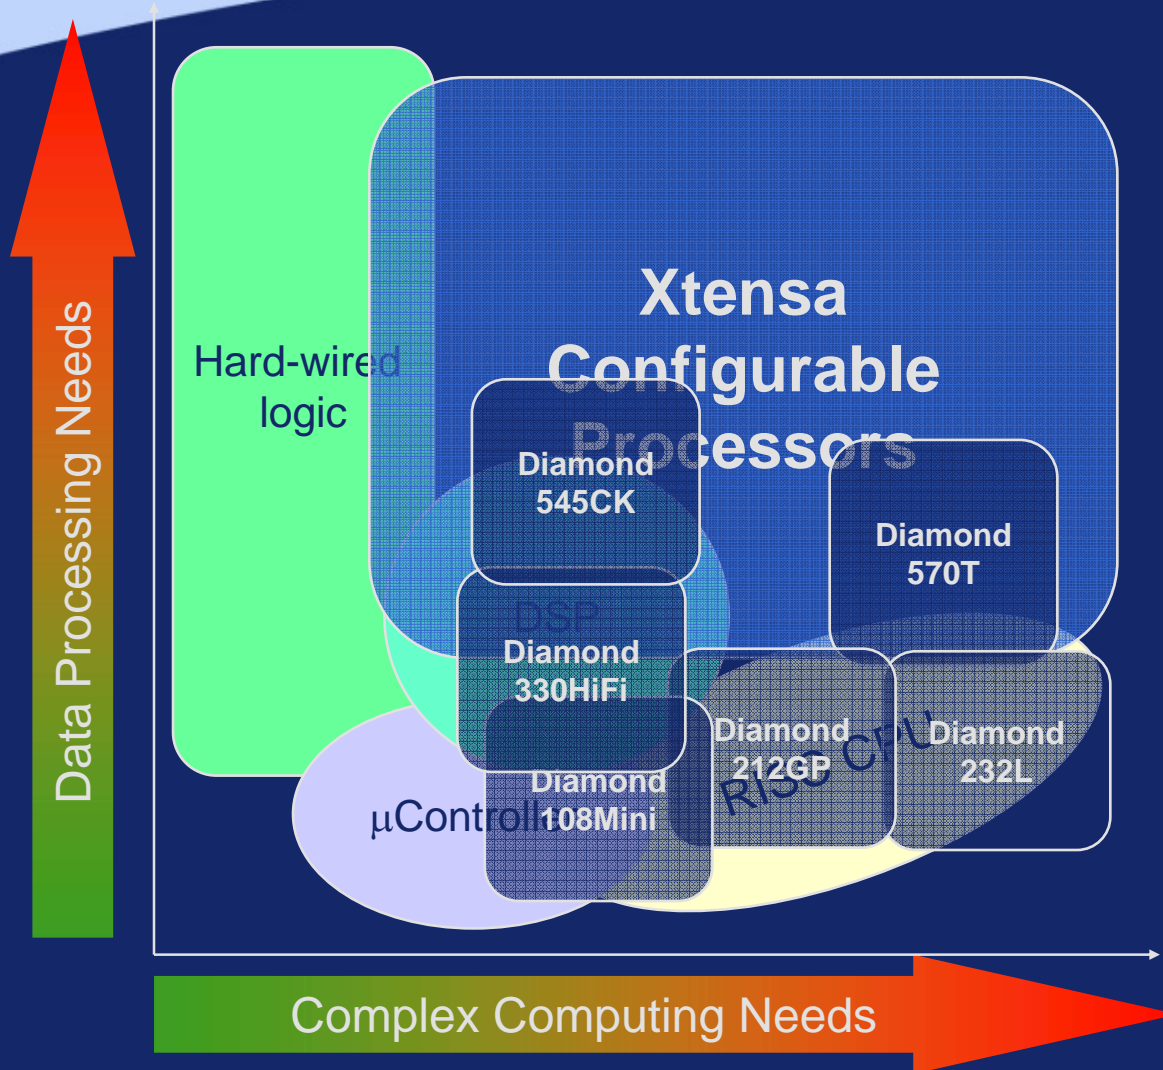 Data Processing Needs
Hard-wired
logic
Xtensa
Configurable
Processors
Diamond
545CK
Diamond
570T
DSP
Diamond
330HiFi
Diamond
212GP
RISC CPU
Diamond
232L
Diamond
108Mini
µControlle
Complex Computing Needs